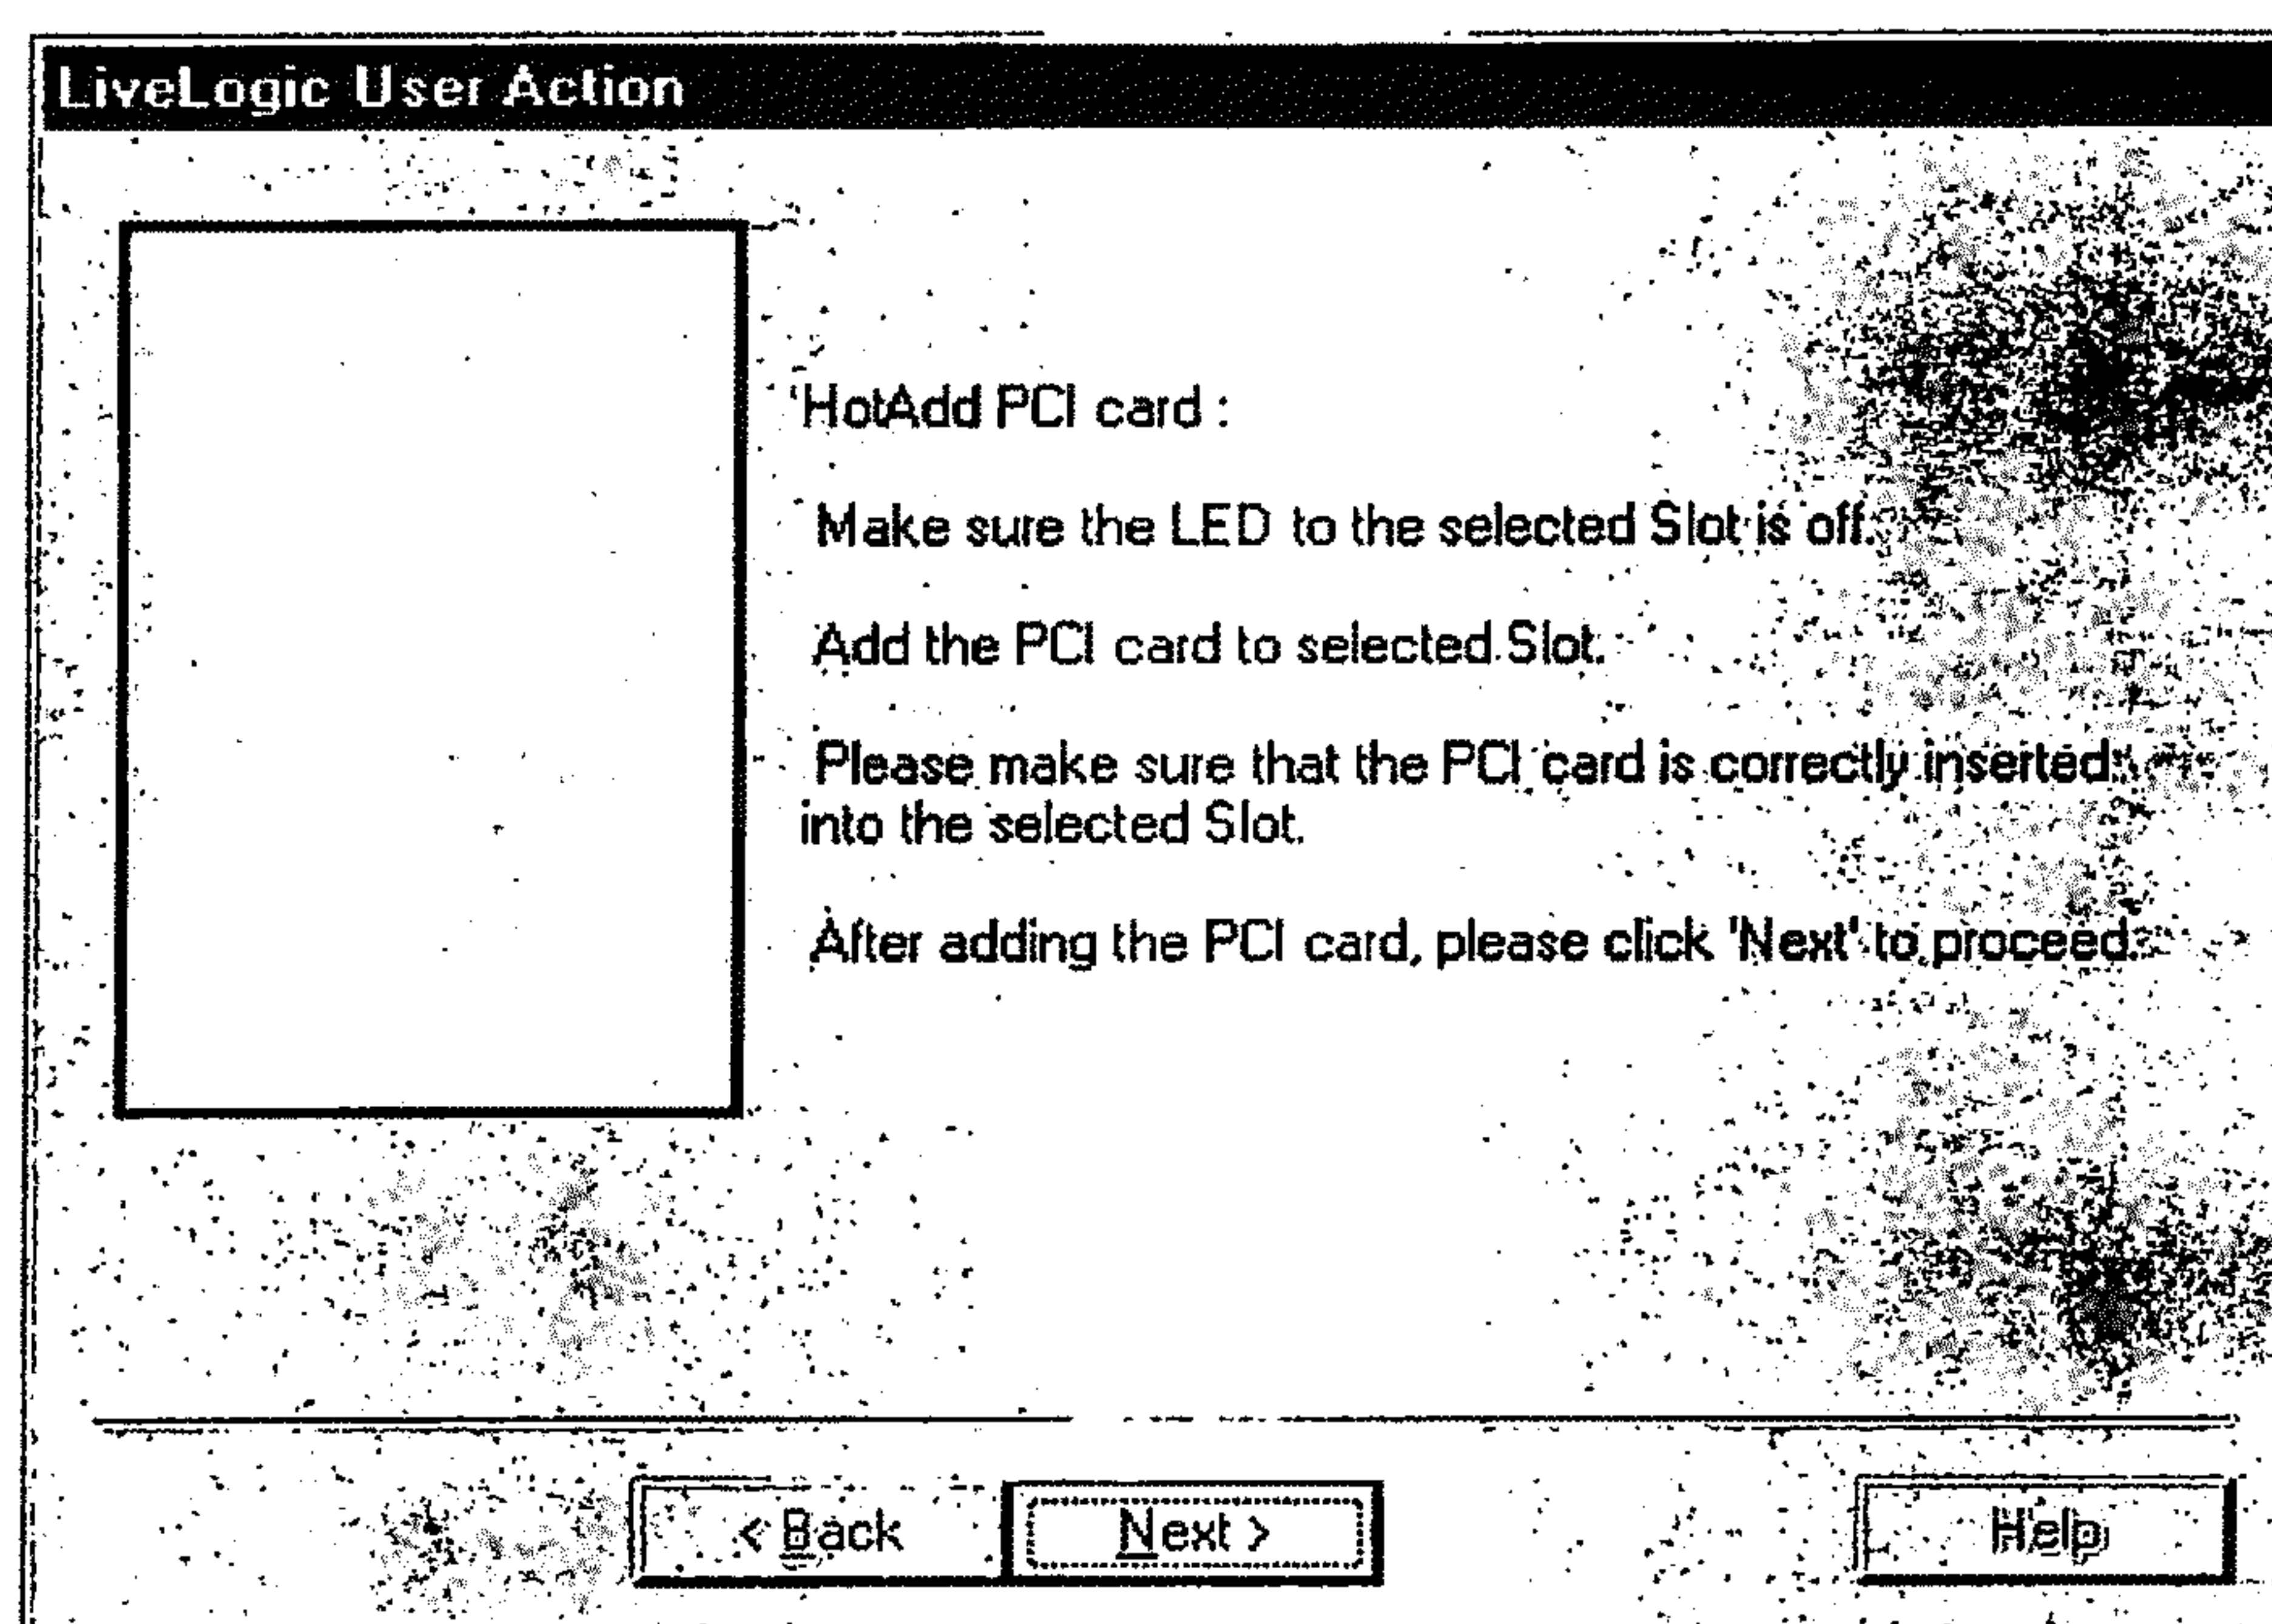 LiveLogic User Action
HotAdd PCI card :
Make sure the LED to the selected Slot is off.
Add the PCI card to selected Slot.
Please make sure that the PCI card is correctly inserted
into the selected Slot.
After adding the PCI card, please click 'Next' to proceed.
< Back
Next >
Help